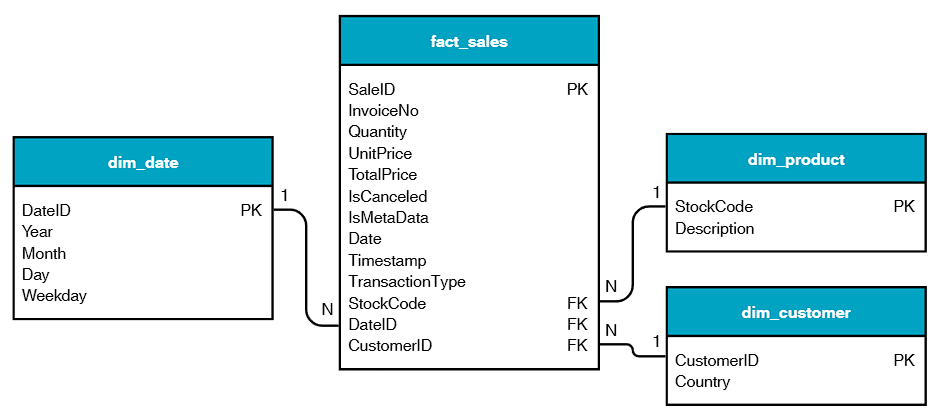 fact_sales
SaleID PK
InvoiceNo
Quantity
UnitPrice
TotalPrice
IsCanceled
IsMetaData
Date
Timestamp
TransactionType
StockCode FK
DateID FK
CustomerID FK
dim_date
DateID PK
Year
Month
Day
Weekday
1
N
dim_product
StockCode PK
Description
1
N
dim_customer
CustomerID PK
Country
N
1